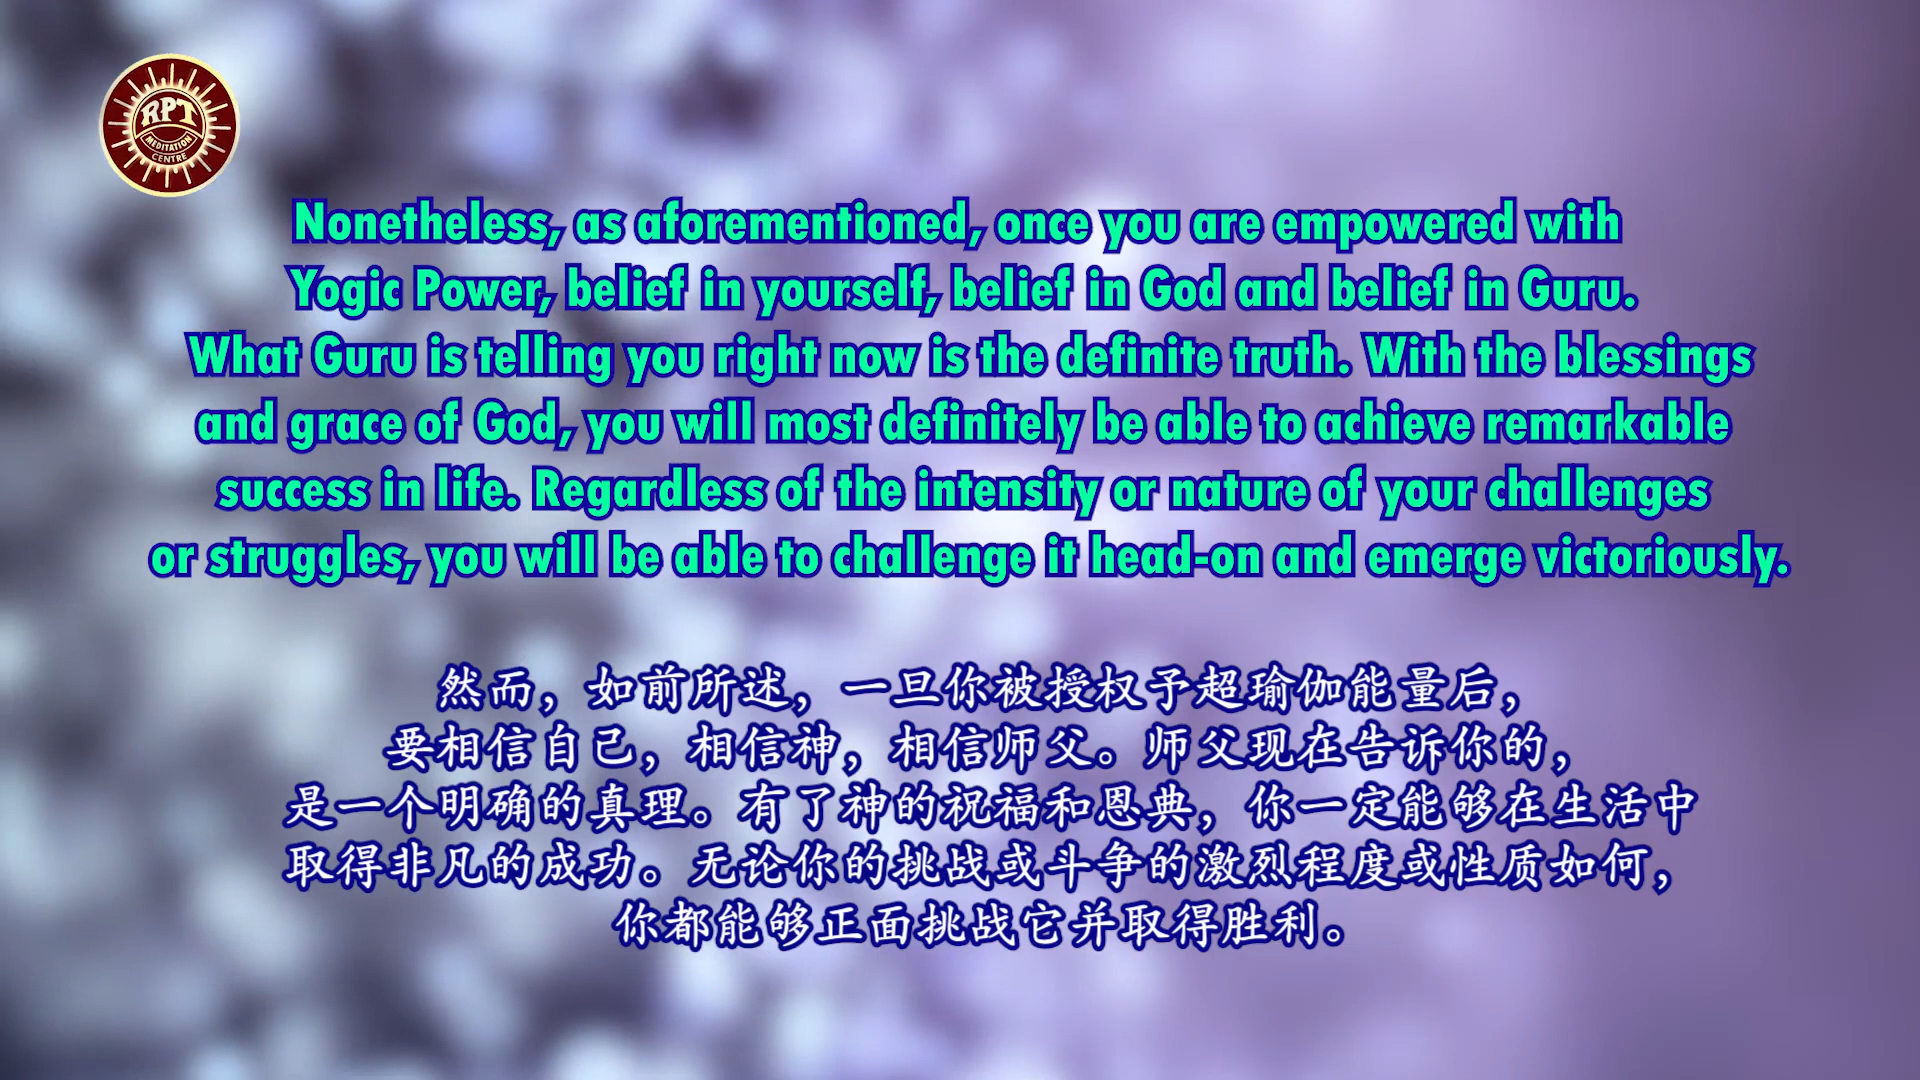 RPT
MEDITATION
CENTRE
Nonetheless, as aforementioned, once you are empowered with
Yogic Power, belief in yourself, belief in God and belief in Guru.
What Guru is telling you right now is the definite truth. With the blessings
and grace of God, you will most definitely be able to achieve remarkable
success in life. Regardless of the intensity or nature of your challenges
or struggles, you will be able to challenge it head-on and emerge victoriously.
然而，如前所述，一旦你被授权予超瑜伽能量后，
要相信自己，相信神，相信师父。师父现在告诉你的，
是一个明确的真理。有了神的祝福和恩典，你一定能够在生活中
取得非凡的成功。无论你的挑战或斗争的激烈程度或性质如何，
你都能够正面挑战它并取得胜利。